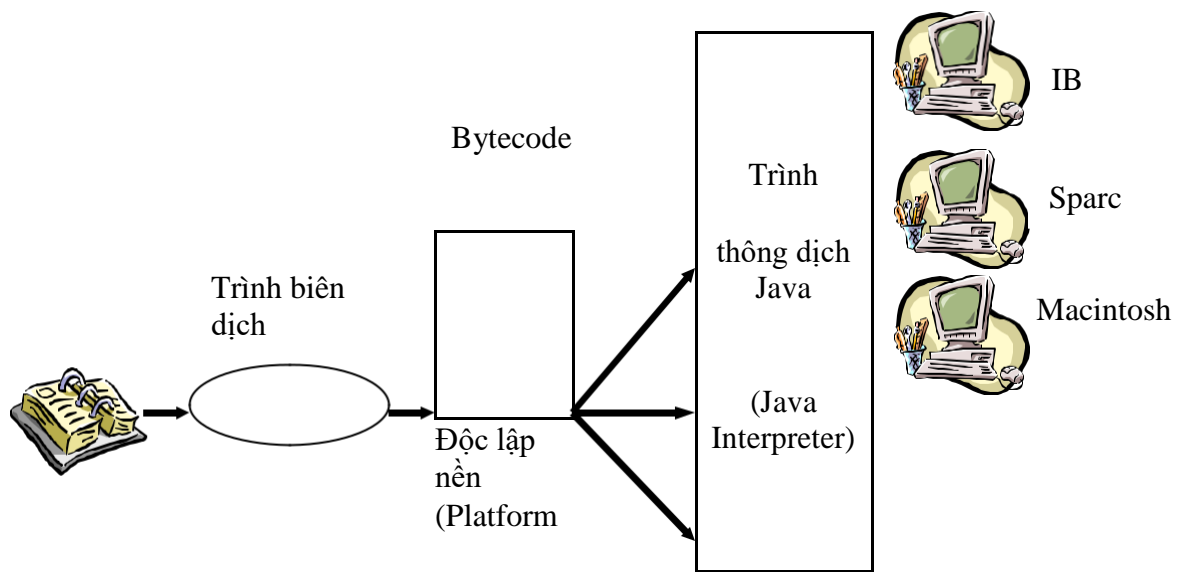 Trình biên
dịch
Bytecode
Độc lập
nền
(Platform
Trình
thông dịch
Java
(Java
Interpreter)
IB
Sparc
Macintosh